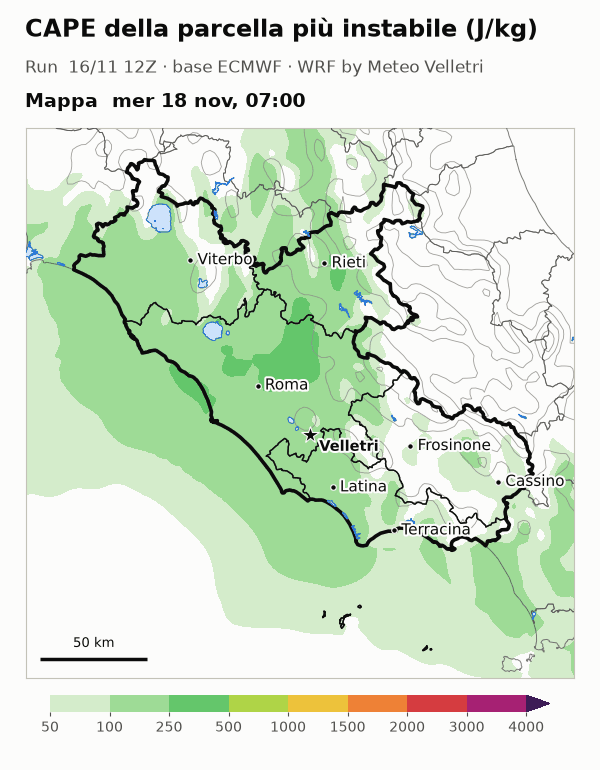 CAPE della parcella più instabile (J/kg)
Run  16/11 12Z · base ECMWF · WRF by Meteo Velletri
Mappa  mer 18 nov, 07:00
Viterbo
Rieti
Roma
Velletri
Frosinone
Latina
Cassino
Terracina
50 km
50 100 250 500 1000 1500 2000 3000 4000